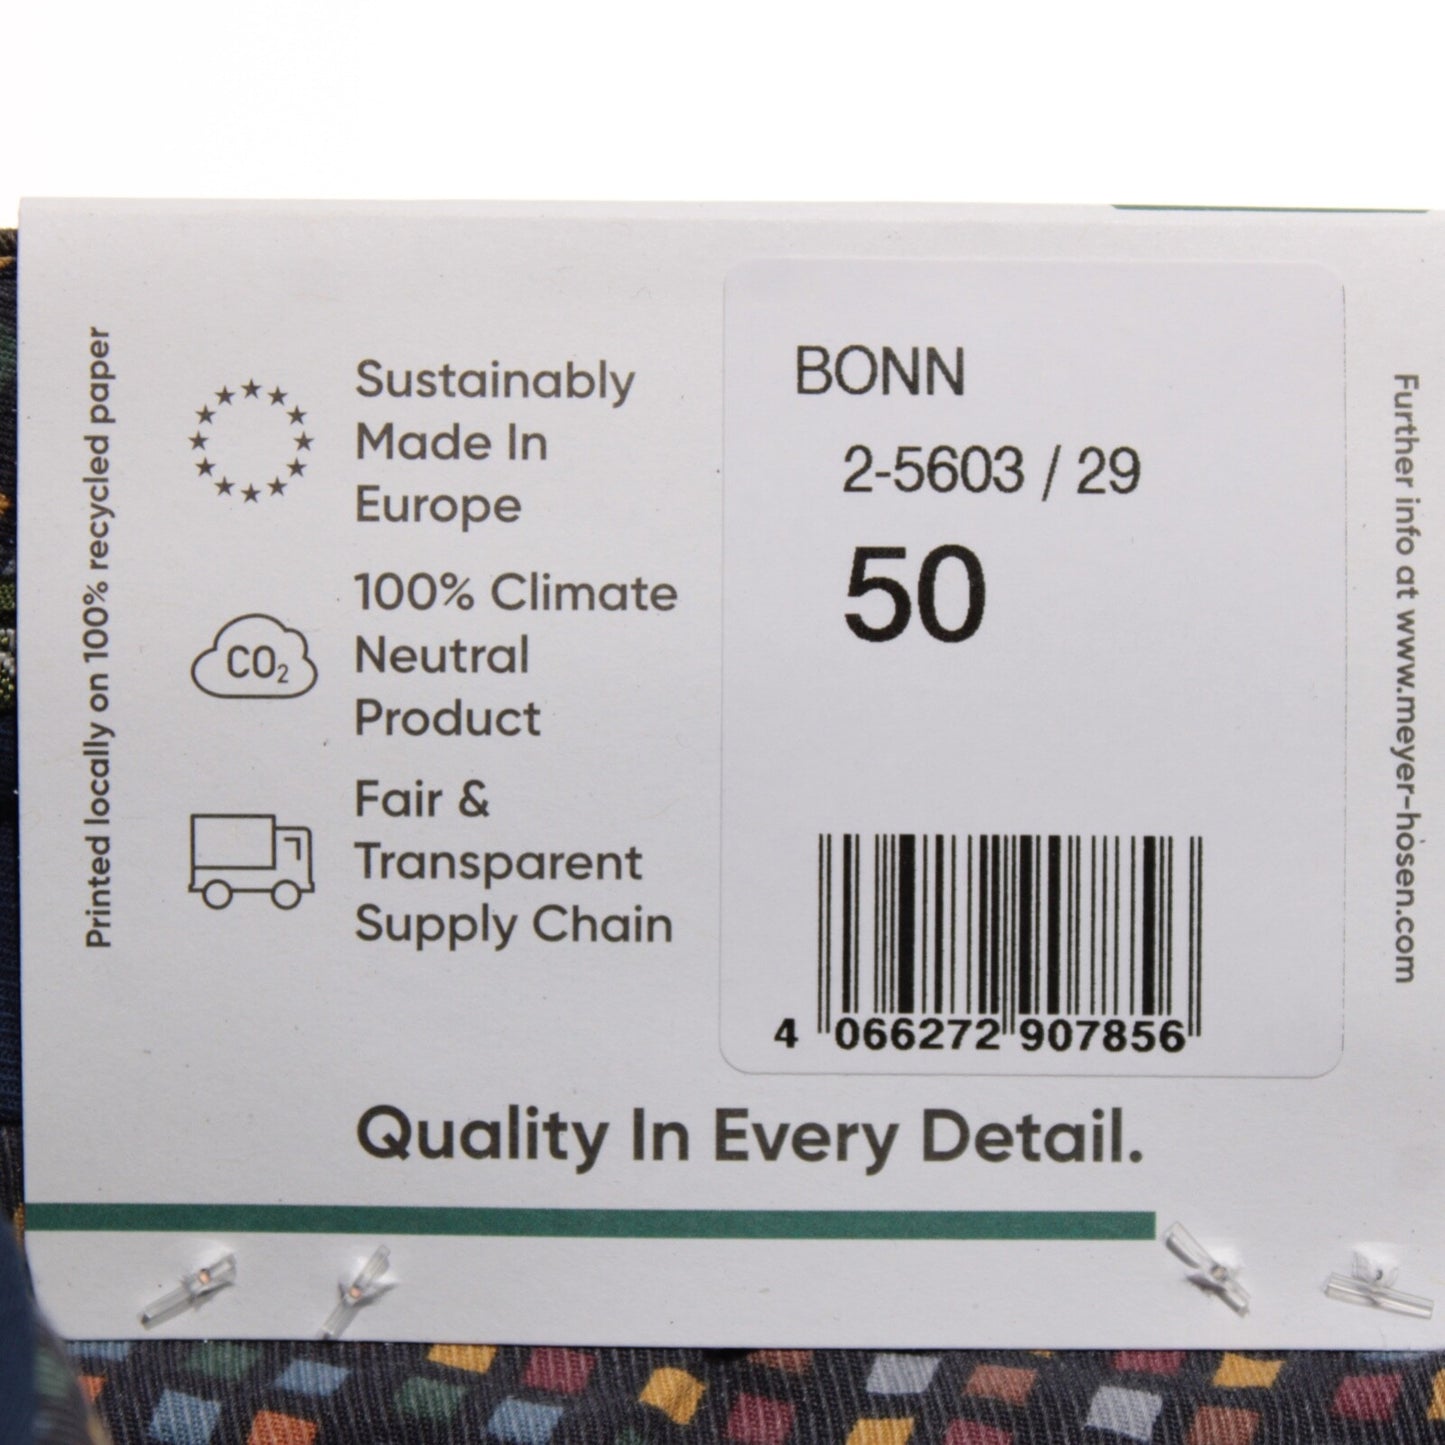 Printed locally on 100% recycled paper
Sustainably
Made In
Europe
CO₂
100% Climate
Neutral
Product
Fair &
Transparent
Supply Chain
BONN
2-5603 / 29
50
4 066272 907856
Further info at www.meyer-hosen.com
Quality In Every Detail.